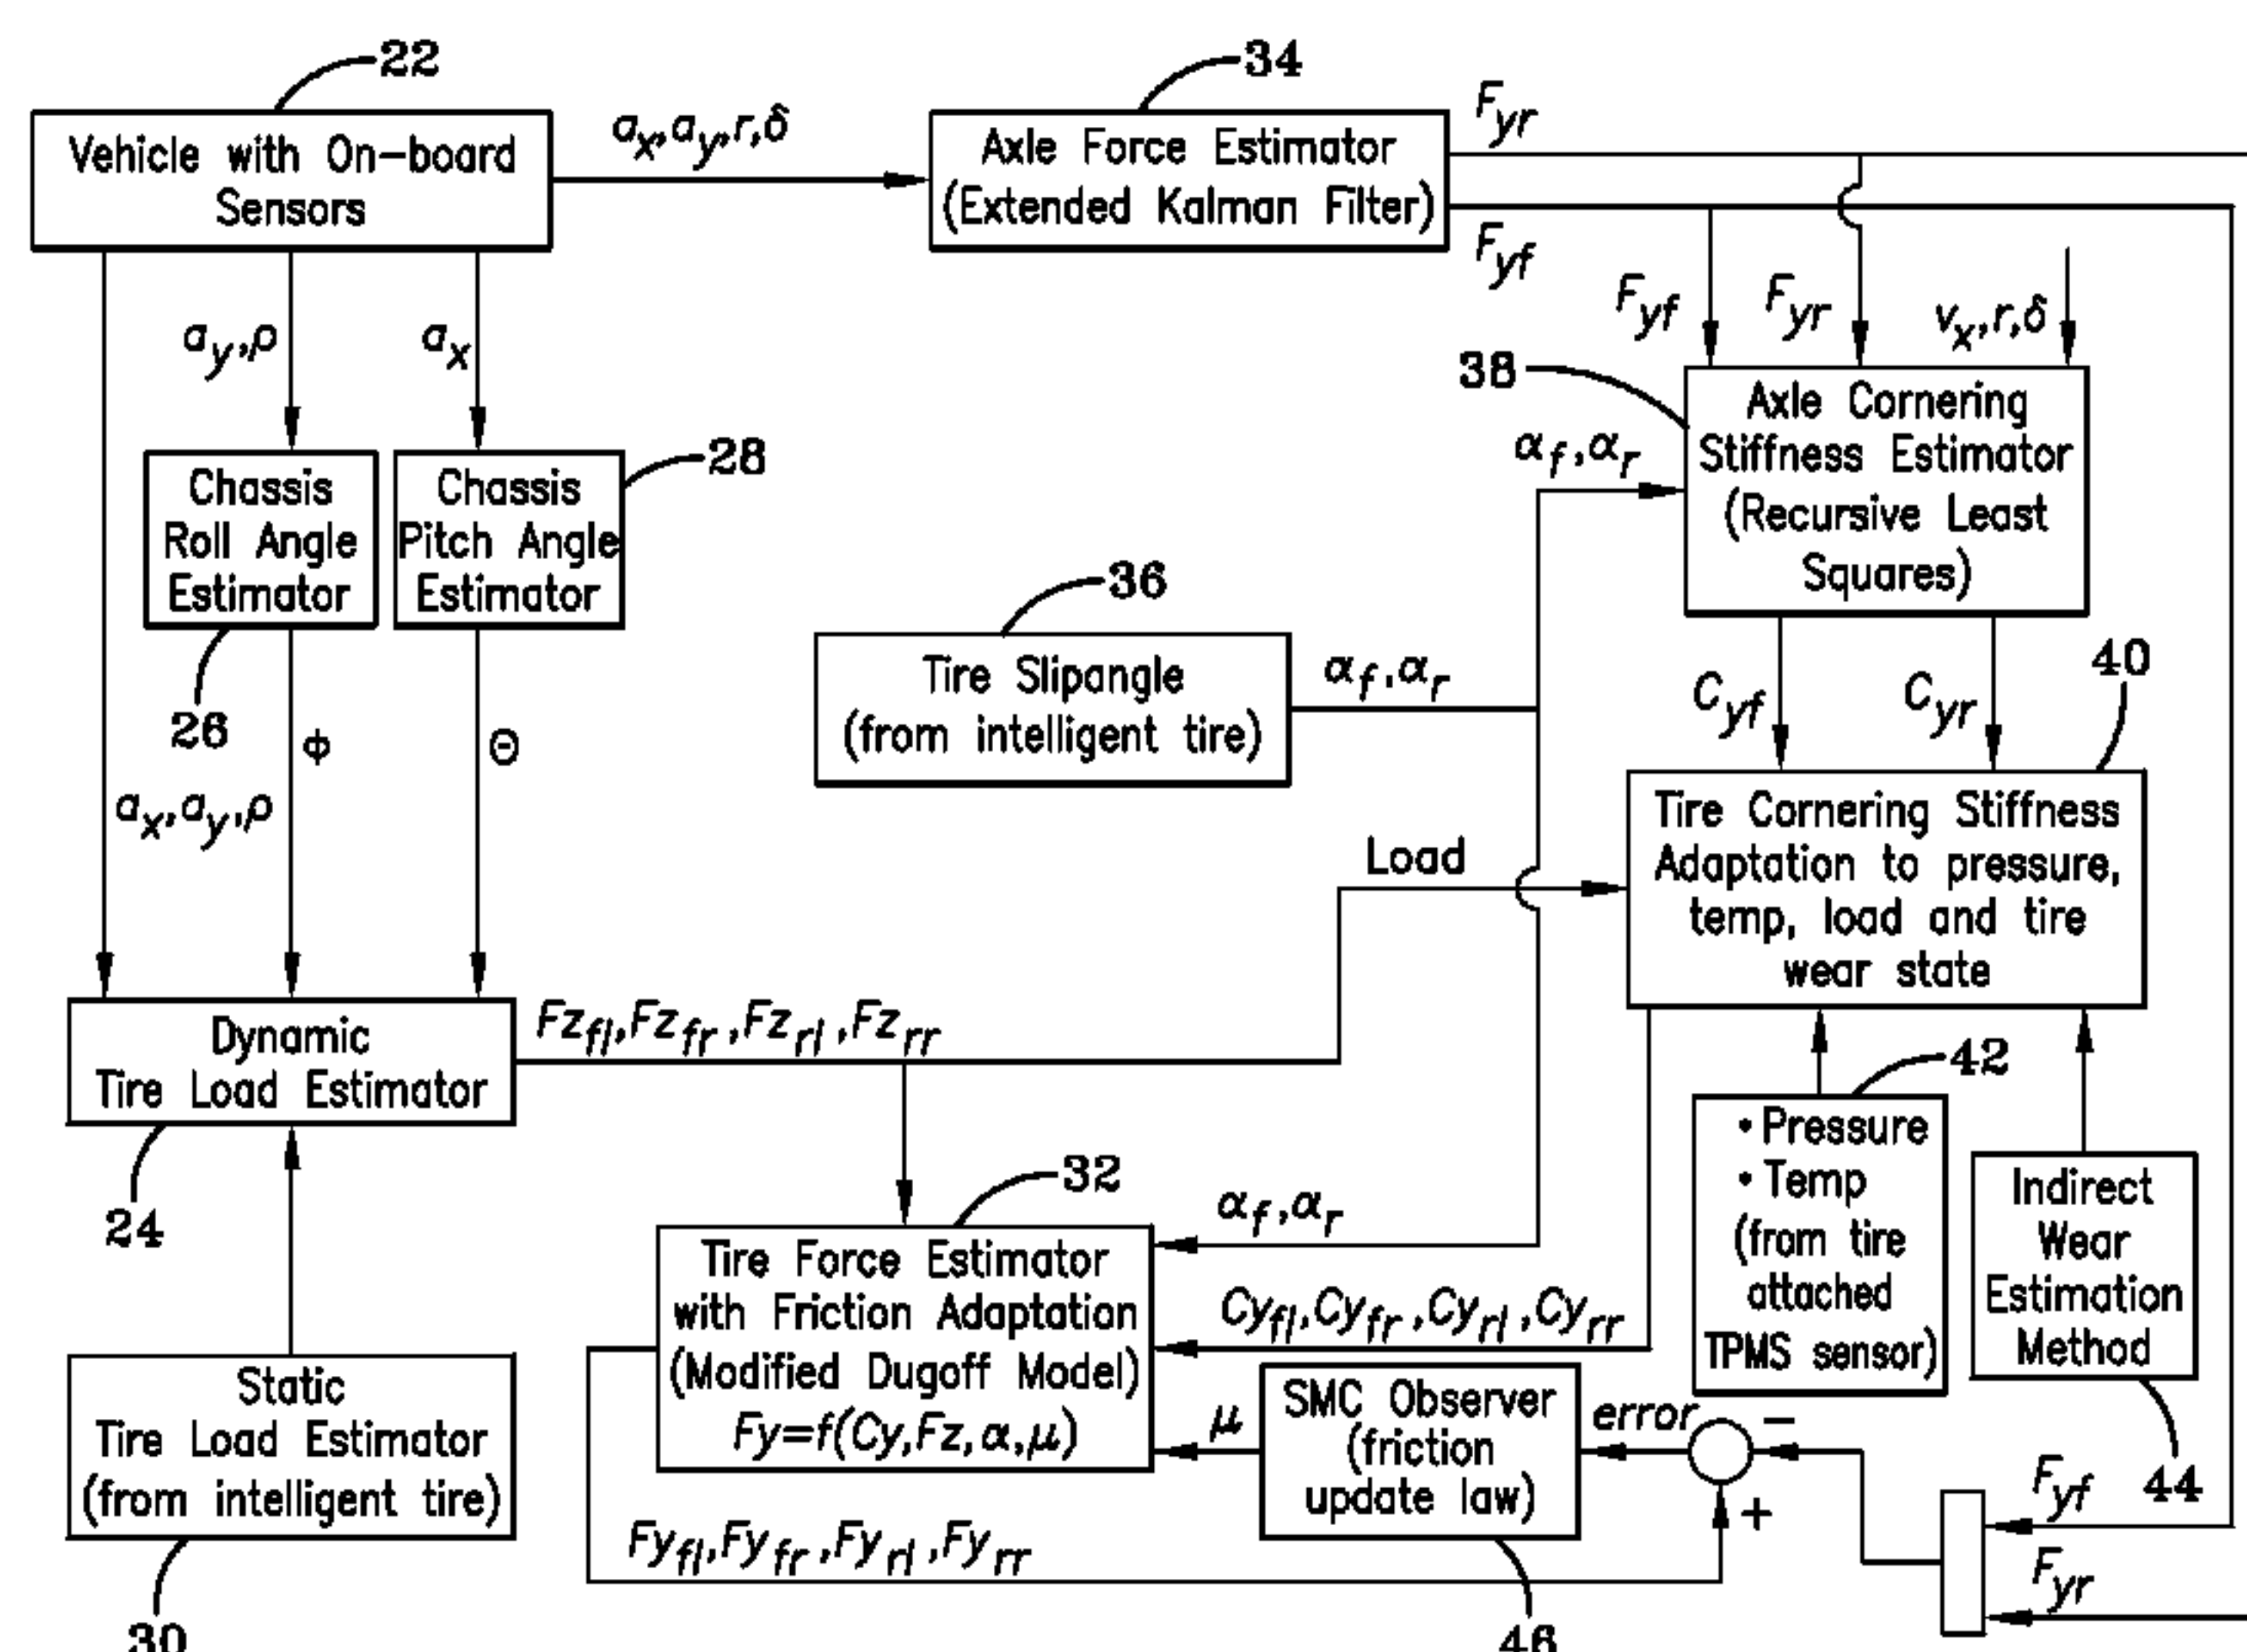 22
34
Vehicle with On-board
Sensors
ax,ay,r,δ
Axle Force Estimator
(Extended Kalman Filter)
Fyr
Fyf
ay,ρ
ax
Fyf
Fyr
vx,r,δ
38
Axle Cornering
Stiffness Estimator
(Recursive Least
Squares)
αf,αr
Chassis
Roll Angle
Estimator
Chassis
Pitch Angle
Estimator
28
26
36
Tire Slipangle
(from intelligent tire)
αf,αr
Cyf
Cyr
40
ϕ
Θ
ax,ay,ρ
Load
Tire Cornering Stiffness
Adaptation to pressure,
temp, load and tire
wear state
Dynamic
Tire Load Estimator
Fzfl,Fzfr,Fzrl,Fzrr
24
42
• Pressure
• Temp
(from tire
attached
TPMS sensor)
Indirect
Wear
Estimation
Method
44
32
Tire Force Estimator
with Friction Adaptation
(Modified Dugoff Model)
Fy=f(Cy,Fz,α,μ)
αf,αr
Cyfl,Cyfr,Cyrl,Cyrr
Static
Tire Load Estimator
(from intelligent tire)
30
μ
SMC Observer
(friction
update law)
46
error
−
+
Fyf
Fyr
Fyfl,Fyfr,Fyrl,Fyrr